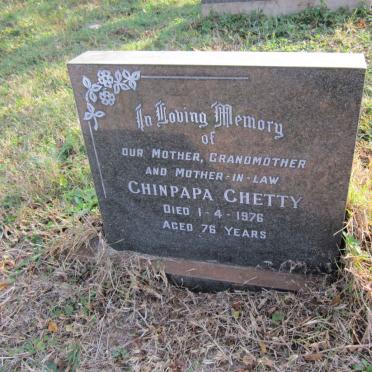 In Loving Memory
of
OUR MOTHER, GRANDMOTHER
AND MOTHER-IN-LAW
CHINPAPA CHETTY
DIED 1-4-1976
AGED 76 YEARS